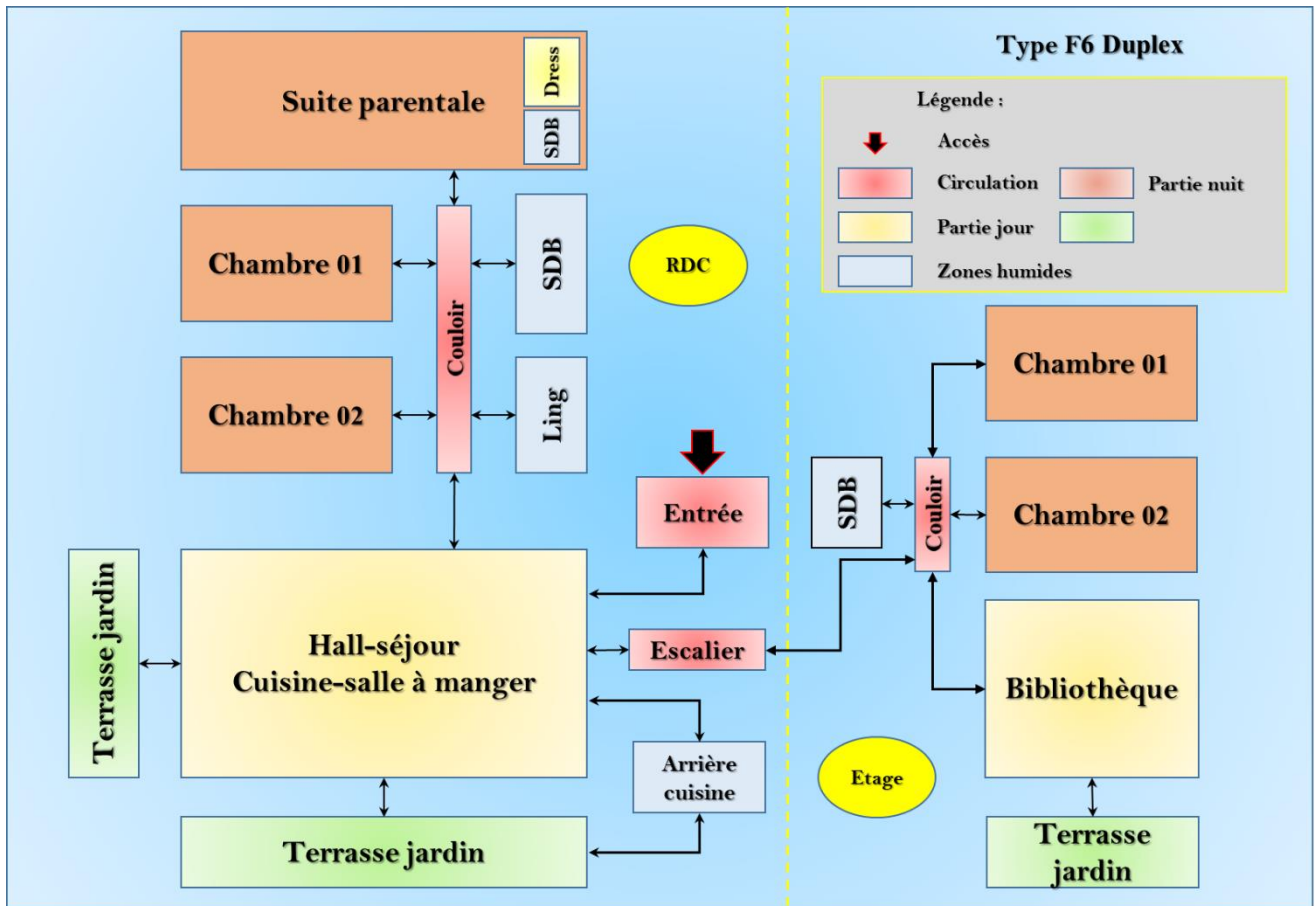 Type F6 Duplex
Légende :
Accès
Circulation
Partie nuit
Partie jour
Zones humides
Suite parentale
Dress
SDB
Chambre 01
SDB
RDC
Couloir
Chambre 02
Ling
Entrée
Terrasse jardin
Hall-séjour
Cuisine-salle à manger
Escalier
Arrière
cuisine
Terrasse jardin
Chambre 01
SDB
Couloir
Chambre 02
Bibliothèque
Etage
Terrasse
jardin